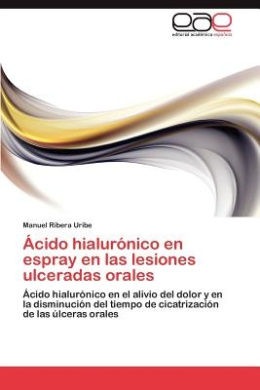 eae
editorial académica española
Manuel Ribera Uribe
Ácido hialurónico en
espray en las lesiones
ulceradas orales
Ácido hialurónico en el alivio del dolor y en
la disminución del tiempo de cicatrización
de las úlceras orales